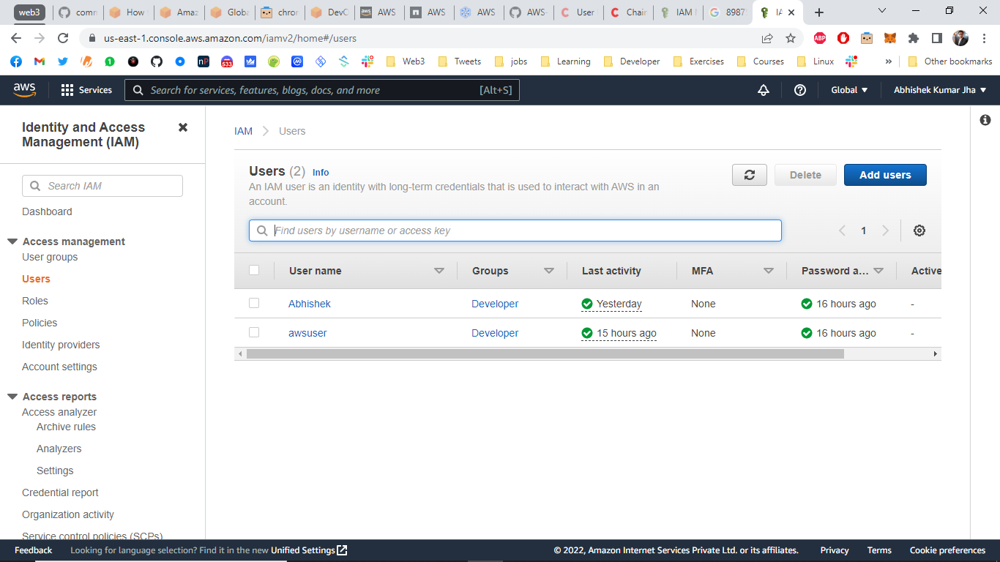 web3
comn
How
Amaz
Globa
chror
DevC
AWS
AWS
AWS
AWS-
User
Chair
IAM
8987
IA
us-east-1.console.aws.amazon.com/iamv2/home#/users
ABP
1
nP
533
Web3
Tweets
jobs
Learning
Developer
Exercises
Courses
Linux
»
Other bookmarks
aws
Services
Search for services, features, blogs, docs, and more
[Alt+S]
Global
Abhishek Kumar Jha
Identity and Access
Management (IAM)
Search IAM
Dashboard
Access management
User groups
Users
Roles
Policies
Identity providers
Account settings
Access reports
Access analyzer
Archive rules
Analyzers
Settings
Credential report
Organization activity
Service control policies (SCPs)
IAM
Users
Users (2) Info
An IAM user is an identity with long-term credentials that is used to interact with AWS in an
account.
Delete
Add users
Find users by username or access key
1
User name Groups Last activity MFA Password a... Active
Abhishek Developer Yesterday None 16 hours ago -
awsuser Developer 15 hours ago None 16 hours ago -
Feedback
Looking for language selection? Find it in the new Unified Settings
© 2022, Amazon Internet Services Private Ltd. or its affiliates.
Privacy
Terms
Cookie preferences